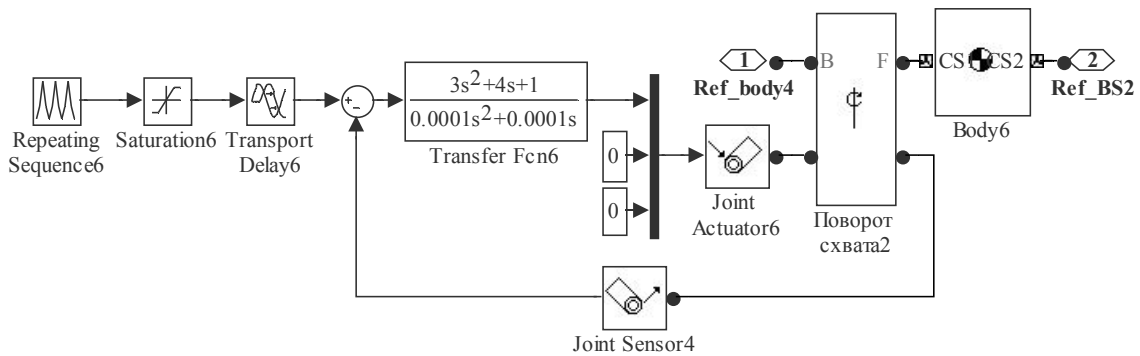 Repeating
Sequence6
Saturation6
Transport
Delay6
+
-
3s²+4s+1
0.0001s²+0.0001s
Transfer Fcn6
0
0
Joint
Actuator6
1
Ref_body4
B
F
Поворот
схвата2
CS
CS2
Body6
2
Ref_BS2
Joint Sensor4